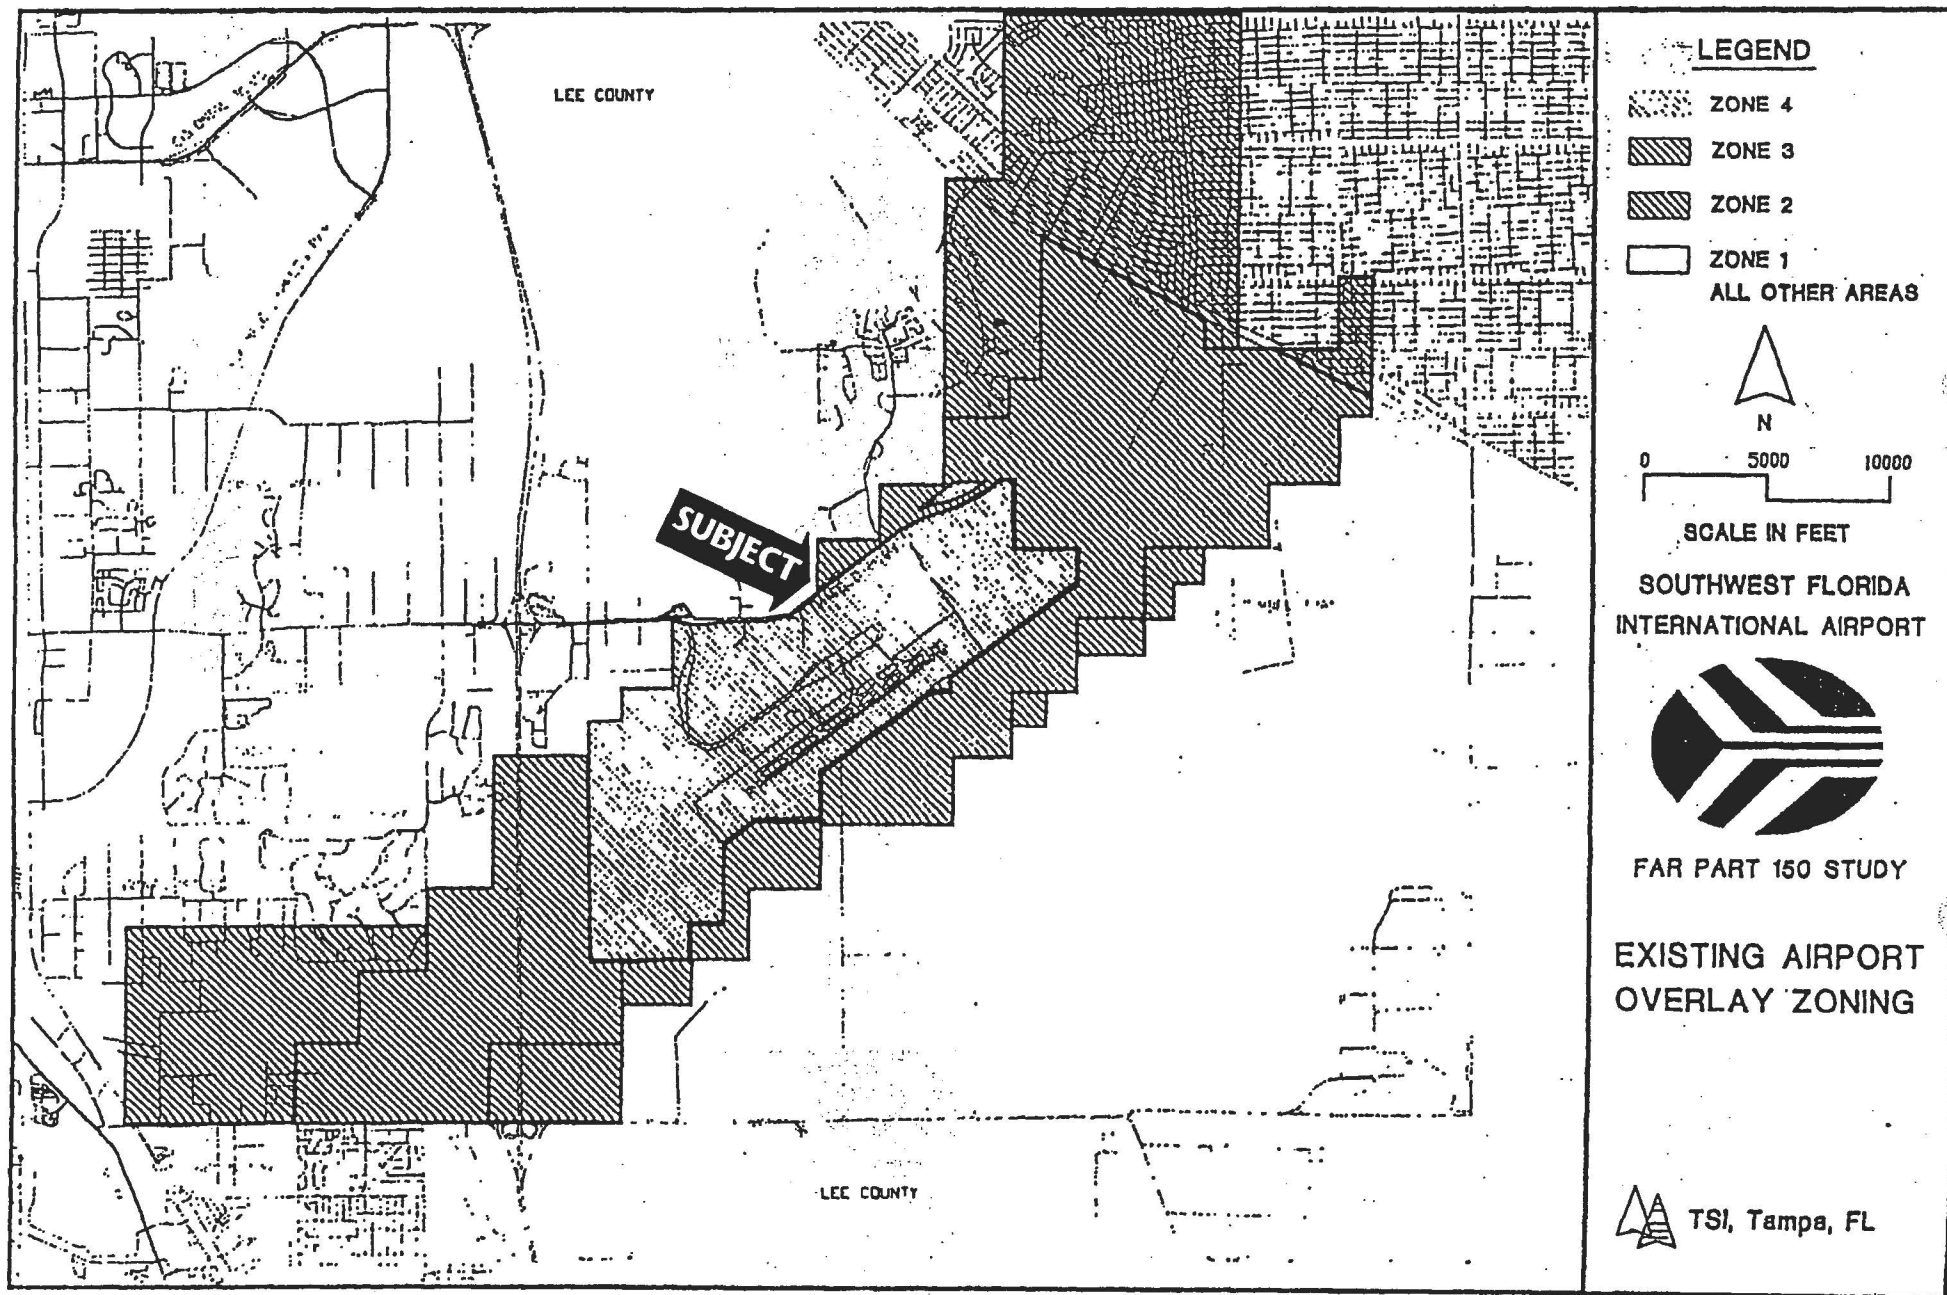 LEE COUNTY
SUBJECT
LEE COUNTY
LEGEND
ZONE 4
ZONE 3
ZONE 2
ZONE 1
ALL OTHER AREAS
N
0 5000 10000
SCALE IN FEET
SOUTHWEST FLORIDA
INTERNATIONAL AIRPORT
FAR PART 150 STUDY
EXISTING AIRPORT
OVERLAY ZONING
TSI, Tampa, FL